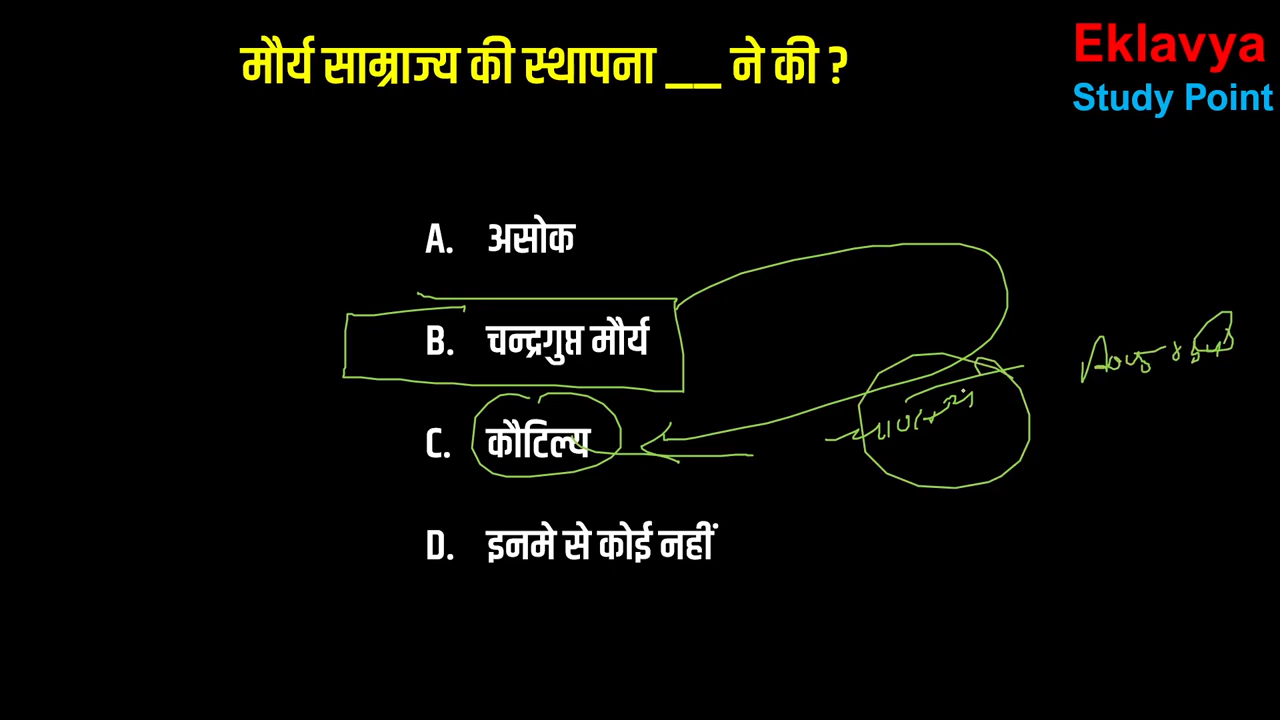 मौर्य साम्राज्य की स्थापना __ ने की ?
Eklavya
Study Point
A. असोक
B. चन्द्रगुप्त मौर्य
C. कौटिल्य
D. इनमे से कोई नहीं